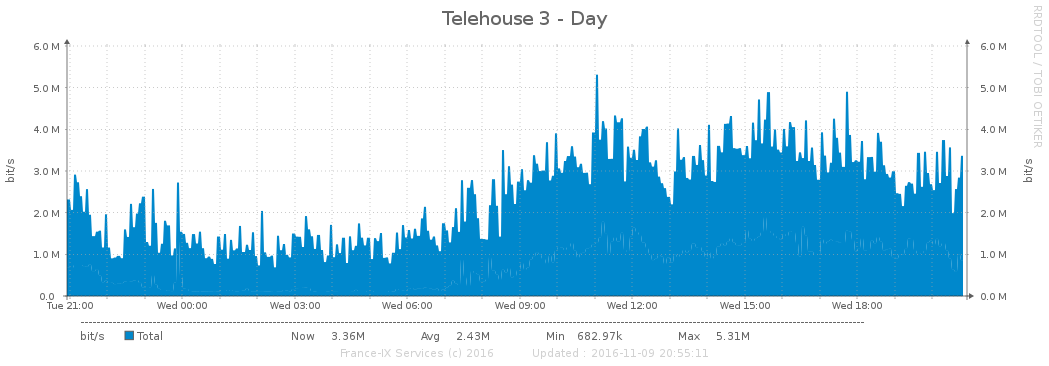 Telehouse 3 - Day
RRDTOOL / TOBI OETIKER
6.0 M 6.0 M
5.0 M 5.0 M
4.0 M 4.0 M
3.0 M 3.0 M
2.0 M 2.0 M
1.0 M 1.0 M
0.0 0.0 M
bit/s
bit/s
Tue 21:00 Wed 00:00 Wed 03:00 Wed 06:00 Wed 09:00 Wed 12:00 Wed 15:00 Wed 18:00
bit/s Total Now 3.36M Avg 2.43M Min 682.97k Max 5.31M
France-IX Services (c) 2016 Updated : 2016-11-09 20:55:11